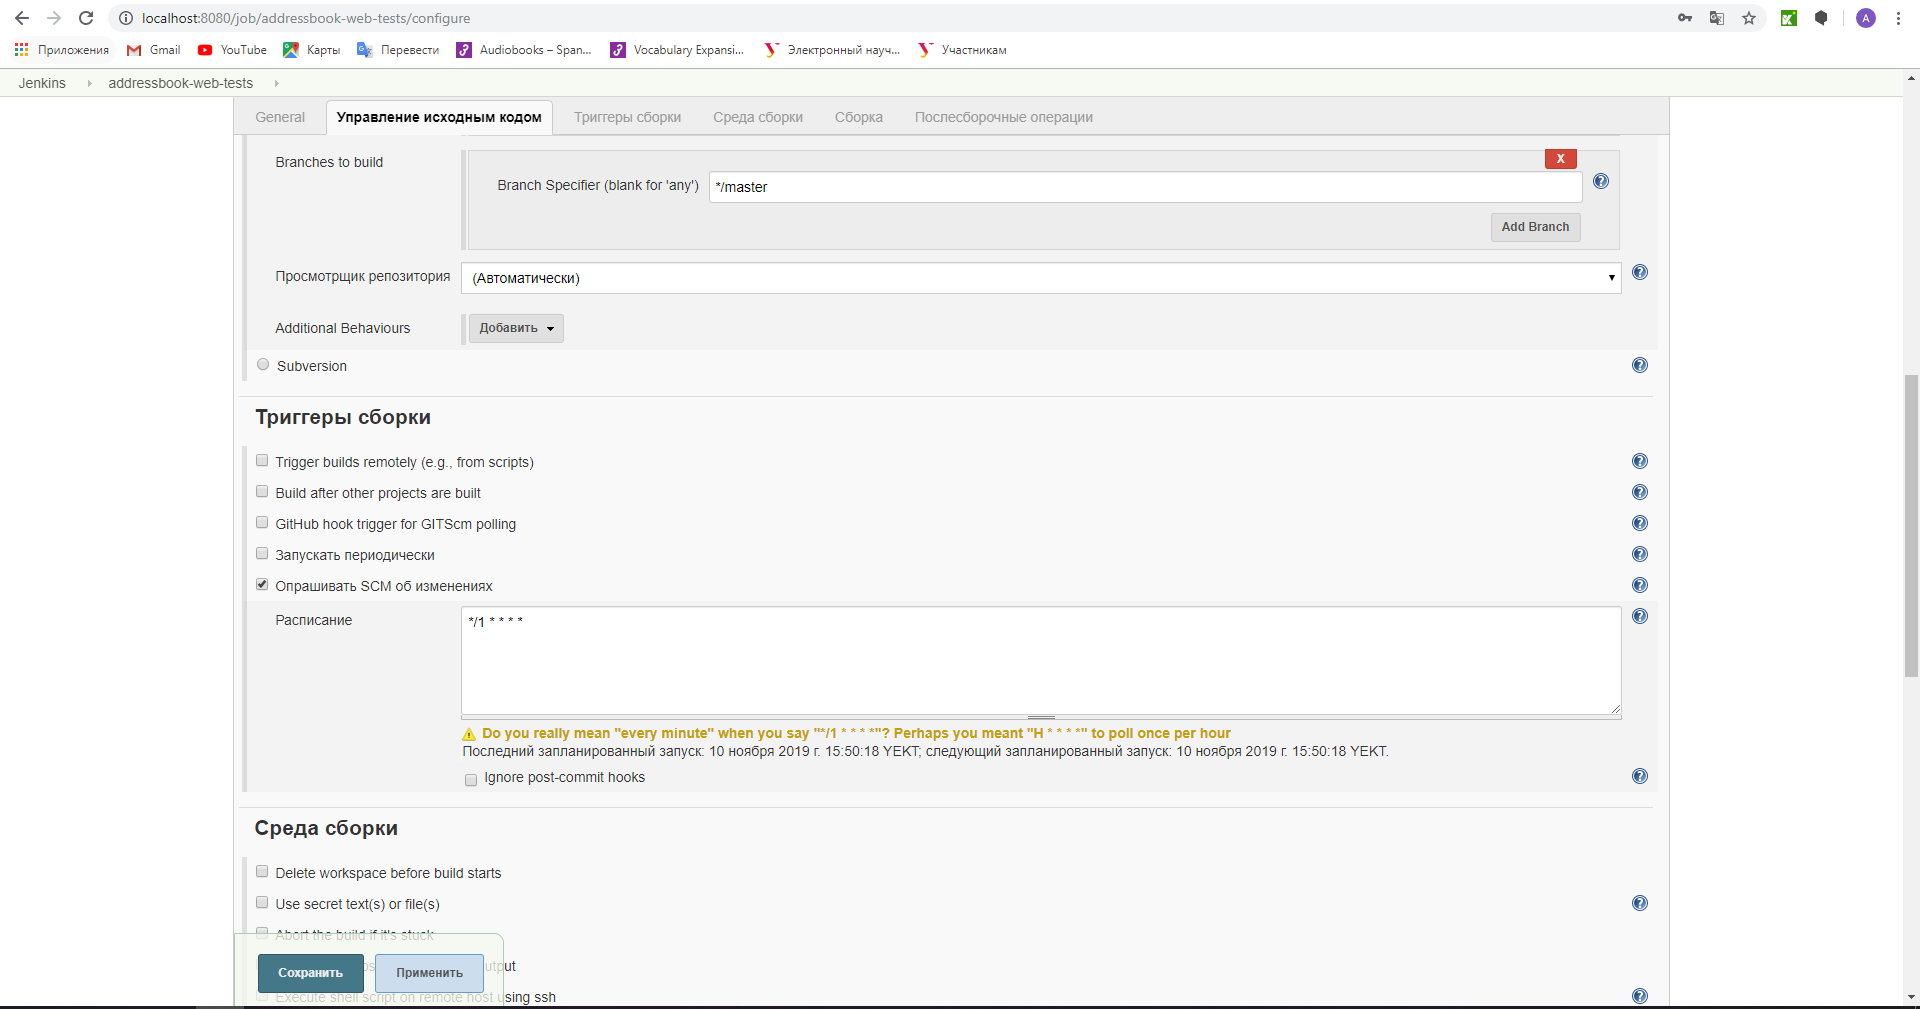 localhost:8080/job/addressbook-web-tests/configure
A
Приложения Gmail YouTube Карты Перевести Audiobooks – Span... Vocabulary Expansi... Электронный науч... Участникам
Jenkins addressbook-web-tests
General Управление исходным кодом Триггеры сборки Среда сборки Сборка Послесборочные операции
Branches to build
X
Branch Specifier (blank for 'any') */master
Add Branch
Просмотрщик репозитория (Автоматически)
Additional Behaviours Добавить
Subversion
Триггеры сборки
Trigger builds remotely (e.g., from scripts)
Build after other projects are built
GitHub hook trigger for GITScm polling
Запускать периодически
Опрашивать SCM об изменениях
Расписание */1 * * * *
Do you really mean "every minute" when you say "*/1 * * * *"? Perhaps you meant "H * * * *" to poll once per hour
Последний запланированный запуск: 10 ноября 2019 г. 15:50:18 YEKT; следующий запланированный запуск: 10 ноября 2019 г. 15:50:18 YEKT.
Ignore post-commit hooks
Среда сборки
Delete workspace before build starts
Use secret text(s) or file(s)
Abort the build if it's stuck
Сохранить Применить
Execute shell script on remote host using ssh